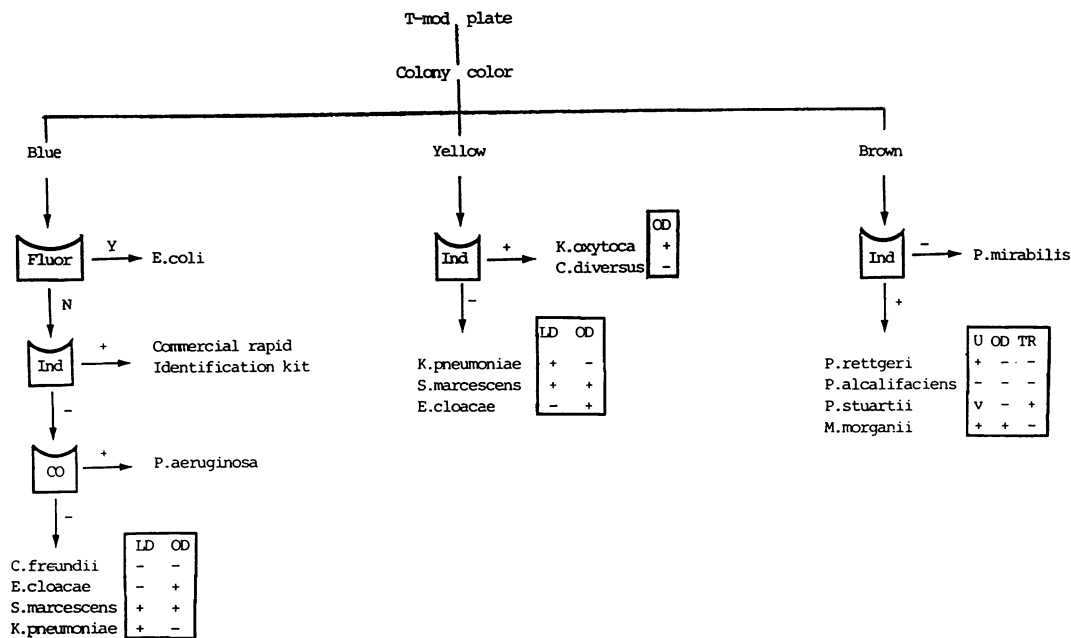 T-mod plate
Colony color
Blue
Yellow
Brown
Fluor
Y
E.coli
N
Ind
+
Commercial rapid
Identification kit
-
CO
+
P.aeruginosa
-
LD OD
C.freundii - -
E.cloacae - +
S.marcescens + +
K.pneumoniae + -
Ind
+
OD
K.oxytoca +
C.diversus -
-
LD OD
K.pneumoniae + -
S.marcescens + +
E.cloacae - +
Ind
-
P.mirabilis
+
U OD TR
P.rettgeri + - -
P.alcalifaciens - - -
P.stuartii v - +
M.morganii + + -